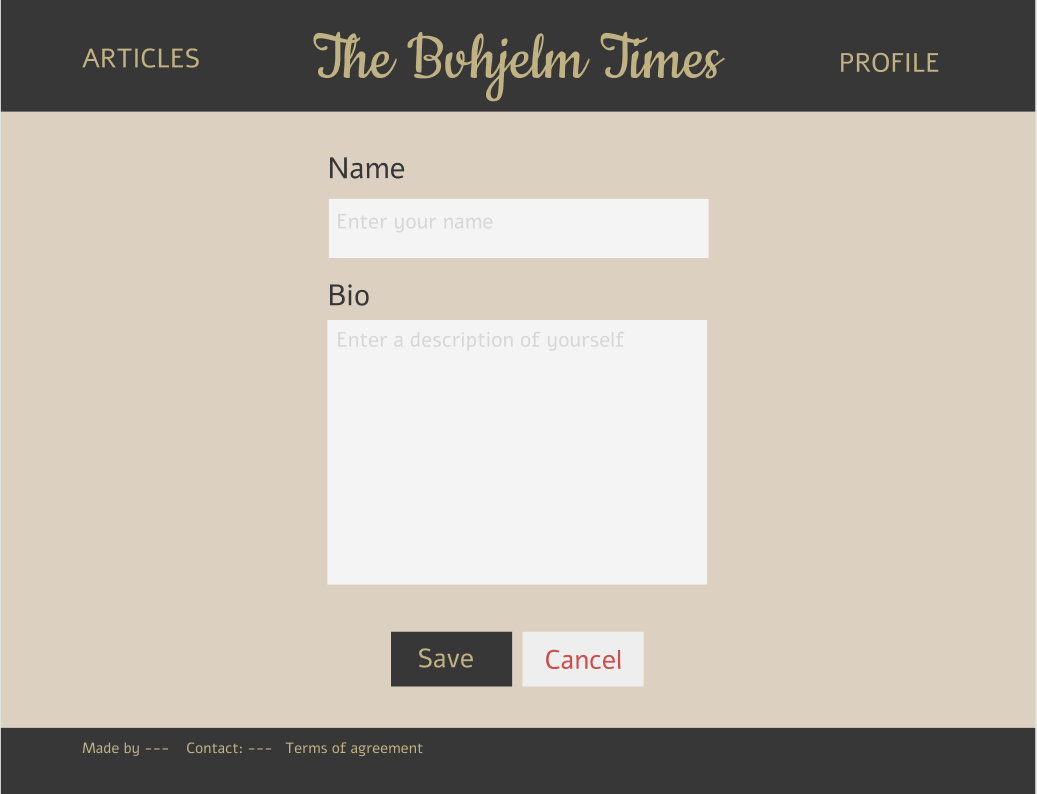 ARTICLES The Bohjelm Times PROFILE
Name
Enter your name
Bio
Enter a description of yourself
Save Cancel
Made by --- Contact: --- Terms of agreement